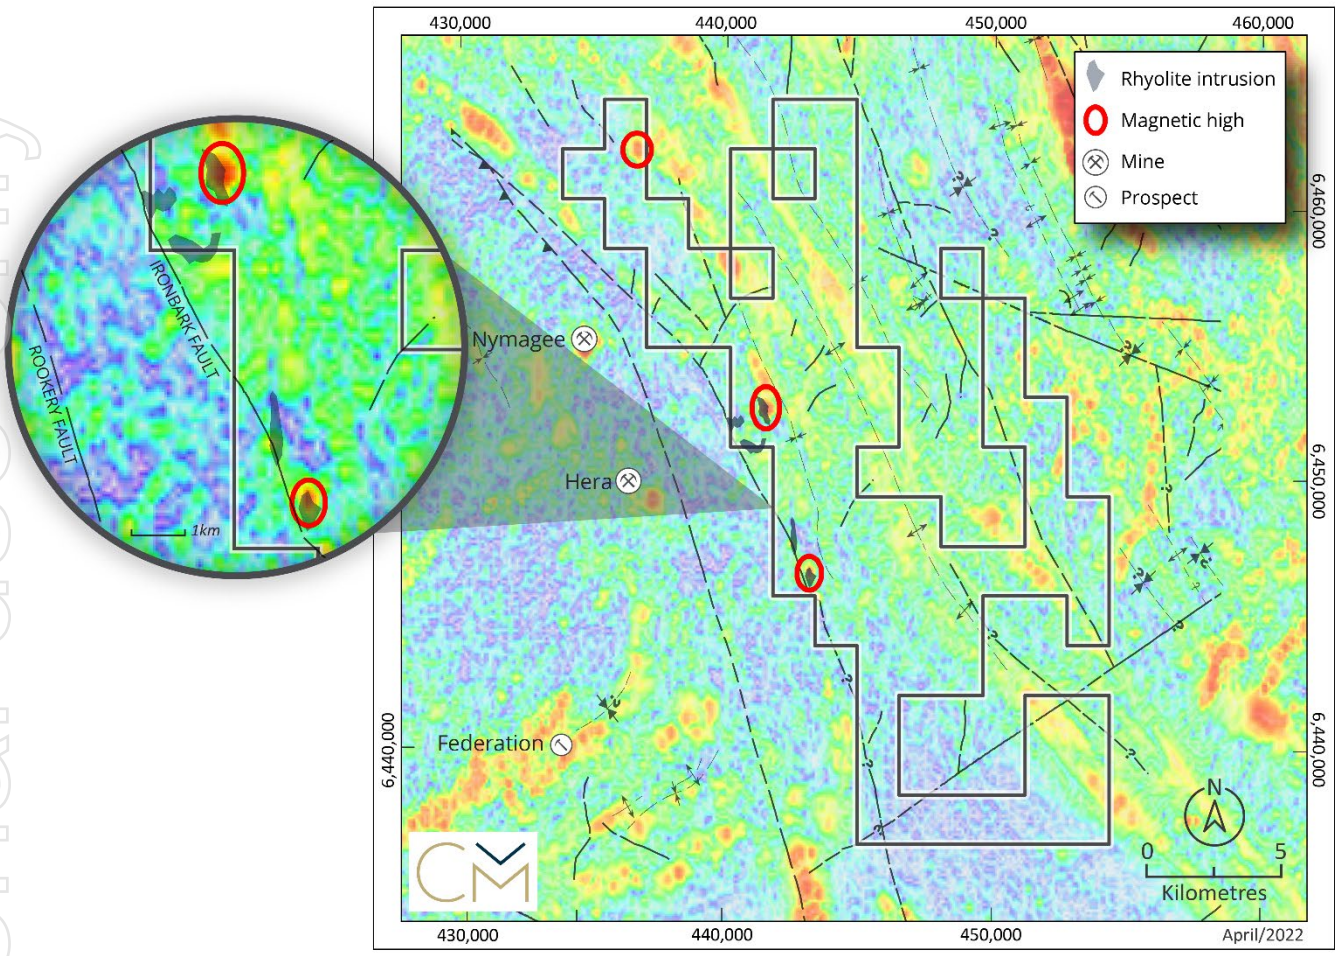 430,000
440,000
450,000
460,000
Rhyolite intrusion
Magnetic high
Mine
Prospect
6,460,000
IRONBARK FAULT
ROOKERY FAULT
1km
Nymagee
Hera
6,450,000
Federation
6,440,000
6,440,000
?
?
?
?
?
?
?
?
?
?
?
?
CM
N
0 5
Kilometres
430,000
440,000
450,000
April/2022